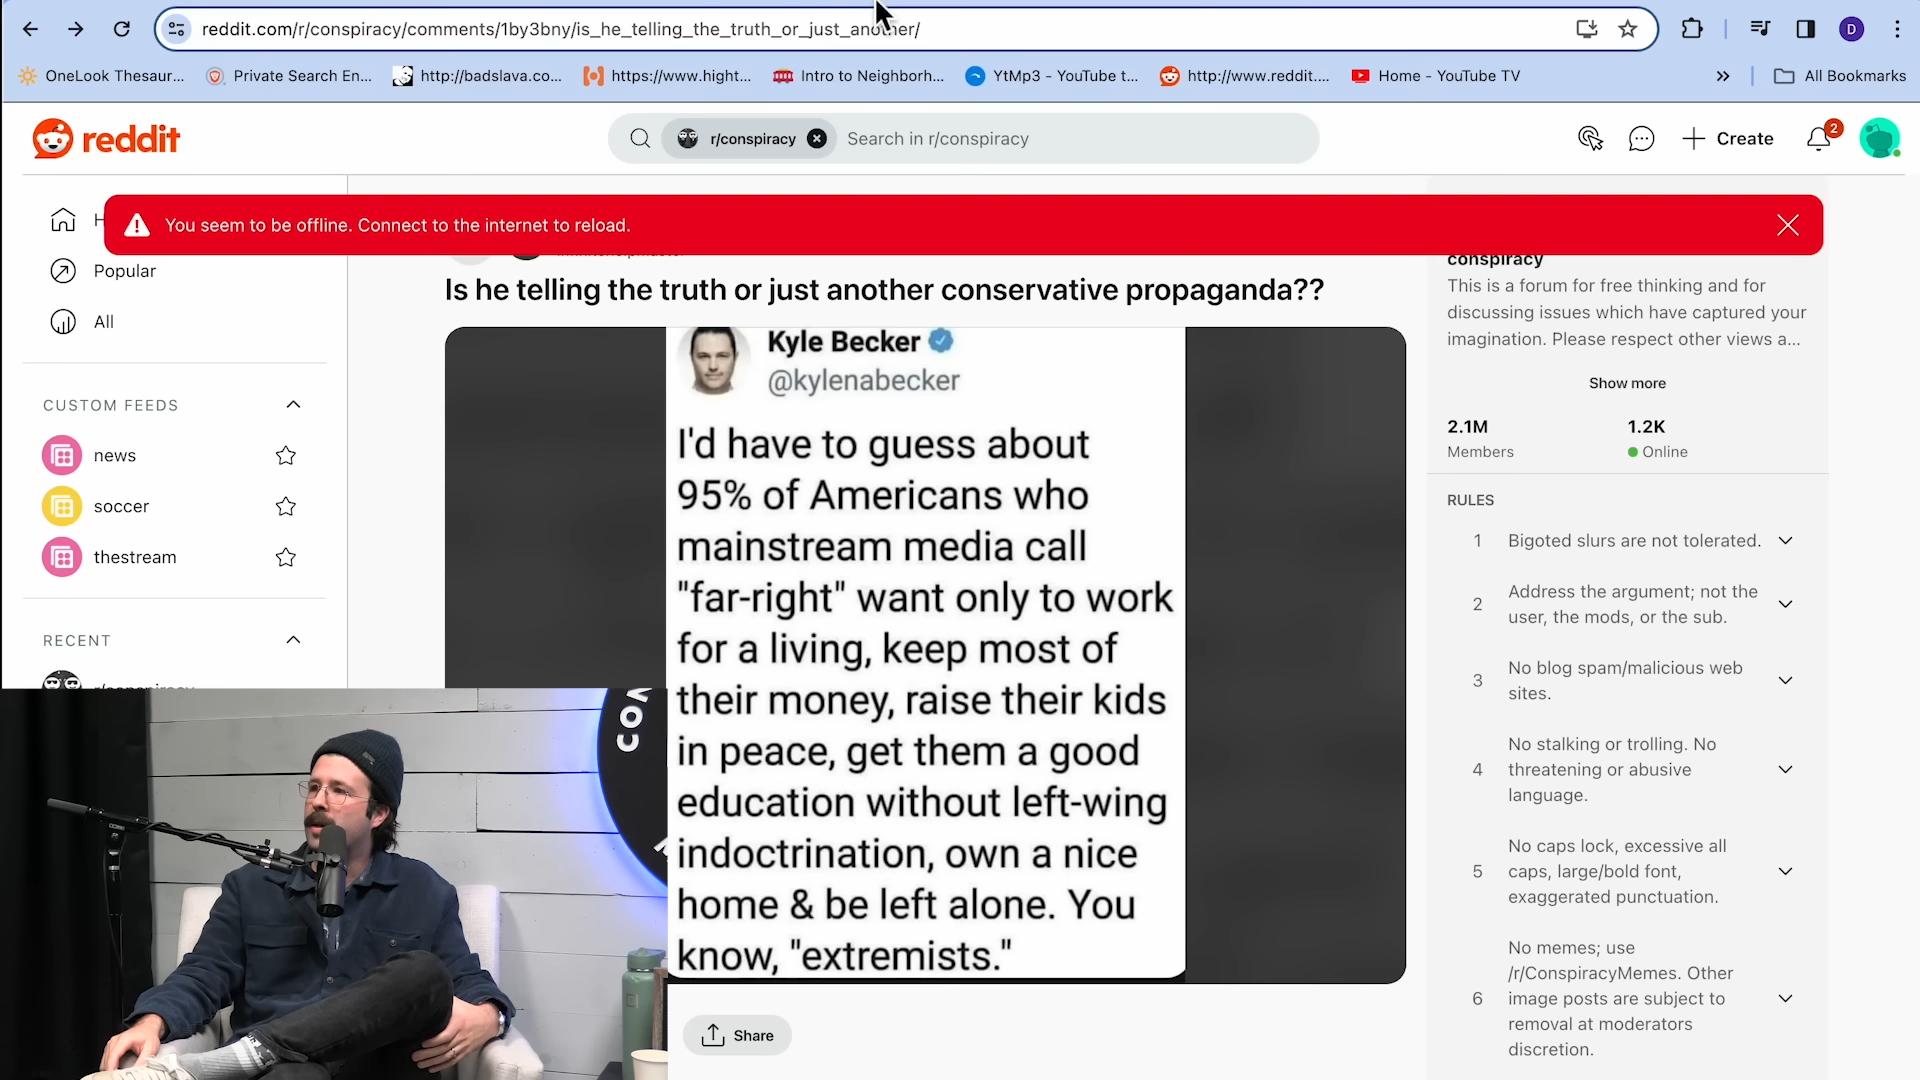 reddit.com/r/conspiracy/comments/1by3bny/is_he_telling_the_truth_or_just_another/
D
OneLook Thesaur...
Private Search En...
http://badslava.co...
https://www.hight...
Intro to Neighborh...
YtMp3 - YouTube t...
http://www.reddit....
Home - YouTube TV
All Bookmarks
reddit
r/conspiracy
Search in r/conspiracy
Create
2
You seem to be offline. Connect to the internet to reload.
Popular
All
CUSTOM FEEDS
news
soccer
thestream
RECENT
r/conspiracy
Is he telling the truth or just another conservative propaganda??
Kyle Becker
@kylenabecker
I'd have to guess about
95% of Americans who
mainstream media call
"far-right" want only to work
for a living, keep most of
their money, raise their kids
in peace, get them a good
education without left-wing
indoctrination, own a nice
home & be left alone. You
know, "extremists."
Share
conspiracy
This is a forum for free thinking and for
discussing issues which have captured your
imagination. Please respect other views a...
Show more
2.1M
Members
1.2K
Online
RULES
1
Bigoted slurs are not tolerated.
2
Address the argument; not the
user, the mods, or the sub.
3
No blog spam/malicious web
sites.
4
No stalking or trolling. No
threatening or abusive
language.
5
No caps lock, excessive all
caps, large/bold font,
exaggerated punctuation.
6
No memes; use
/r/ConspiracyMemes. Other
image posts are subject to
removal at moderators
discretion.